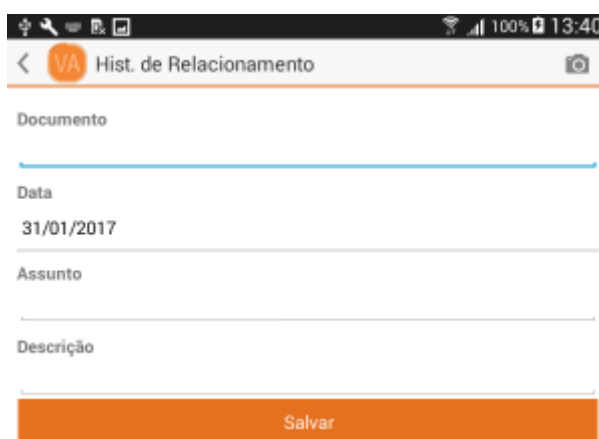 100% 13:40
VA Hist. de Relacionamento
Documento
Data
31/01/2017
Assunto
Descrição
Salvar